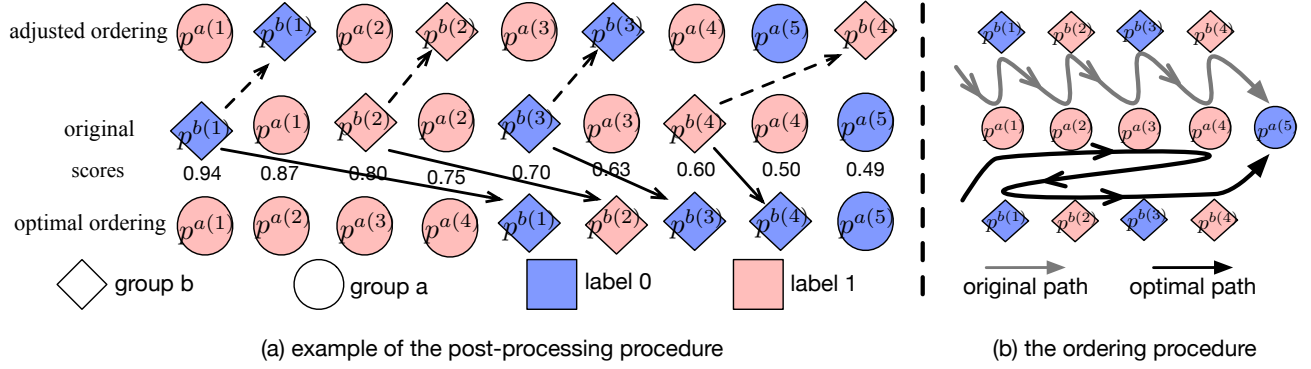 adjusted ordering p^a(1) p^b(1) p^a(2) p^b(2) p^a(3) p^b(3) p^a(4) p^a(5) p^b(4)
original p^b(1) p^a(1) p^b(2) p^a(2) p^b(3) p^a(3) p^b(4) p^a(4) p^a(5)
scores 0.94 0.87 0.80 0.75 0.70 0.63 0.60 0.50 0.49
optimal ordering p^a(1) p^a(2) p^a(3) p^a(4) p^b(1) p^b(2) p^b(3) p^b(4) p^a(5)
group b group a label 0 label 1
(a) example of the post-processing procedure
p^b(1) p^b(2) p^b(3) p^b(4)
p^a(1) p^a(2) p^a(3) p^a(4) p^a(5)
p^b(1) p^b(2) p^b(3) p^b(4)
original path optimal path
(b) the ordering procedure